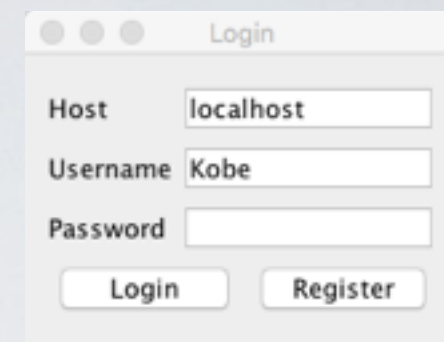 Login
Host localhost
Username Kobe
Password
Login Register